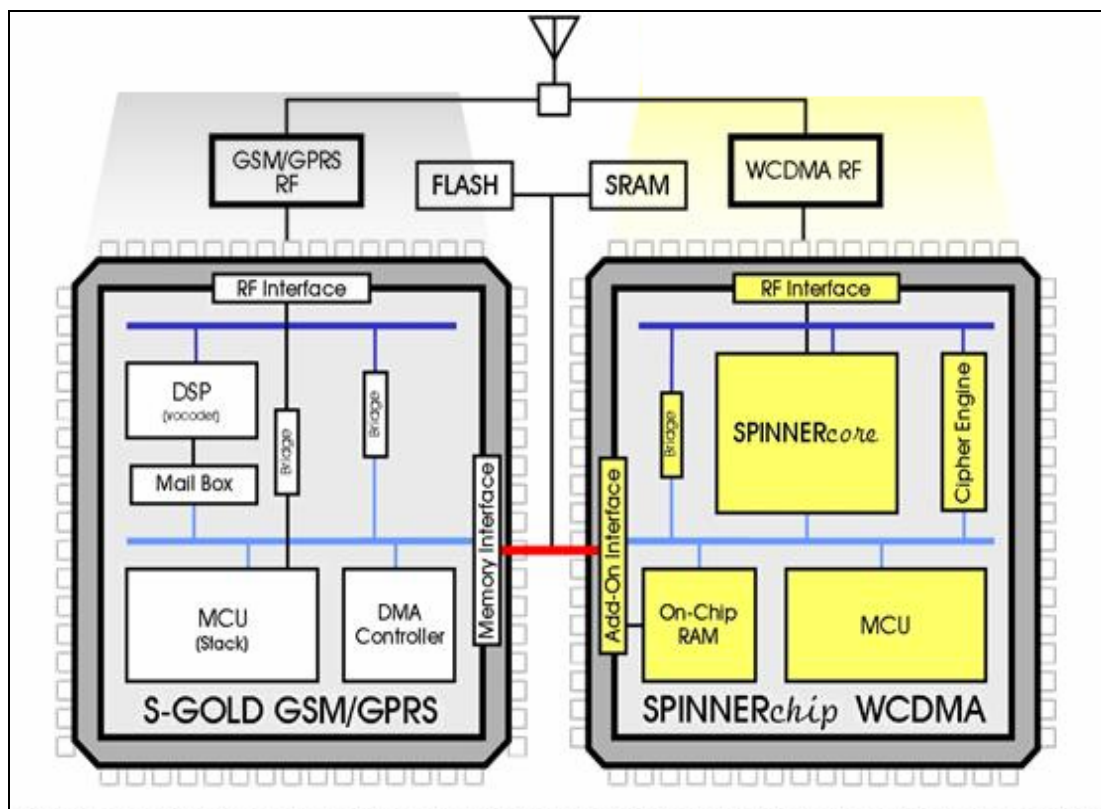 GSM/GPRS
RF
FLASH
SRAM
WCDMA RF
RF Interface
DSP
(vocoder)
Mail Box
Bridge
Bridge
Memory Interface
MCU
(Stack)
DMA
Controller
S-GOLD GSM/GPRS
RF Interface
Bridge
SPINNERcore
Cipher Engine
Add-On Interface
On-Chip
RAM
MCU
SPINNERchip WCDMA